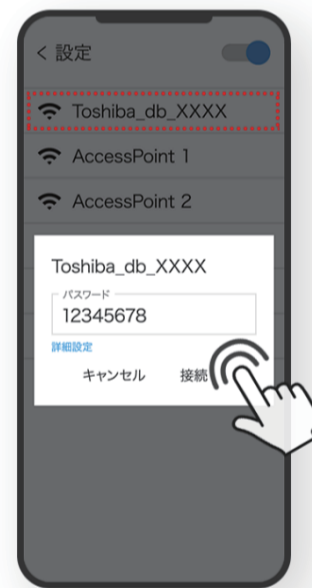 < 設定
Toshiba_db_XXXX
AccessPoint 1
AccessPoint 2
Toshiba_db_XXXX
パスワード
12345678
詳細設定
キャンセル 接続